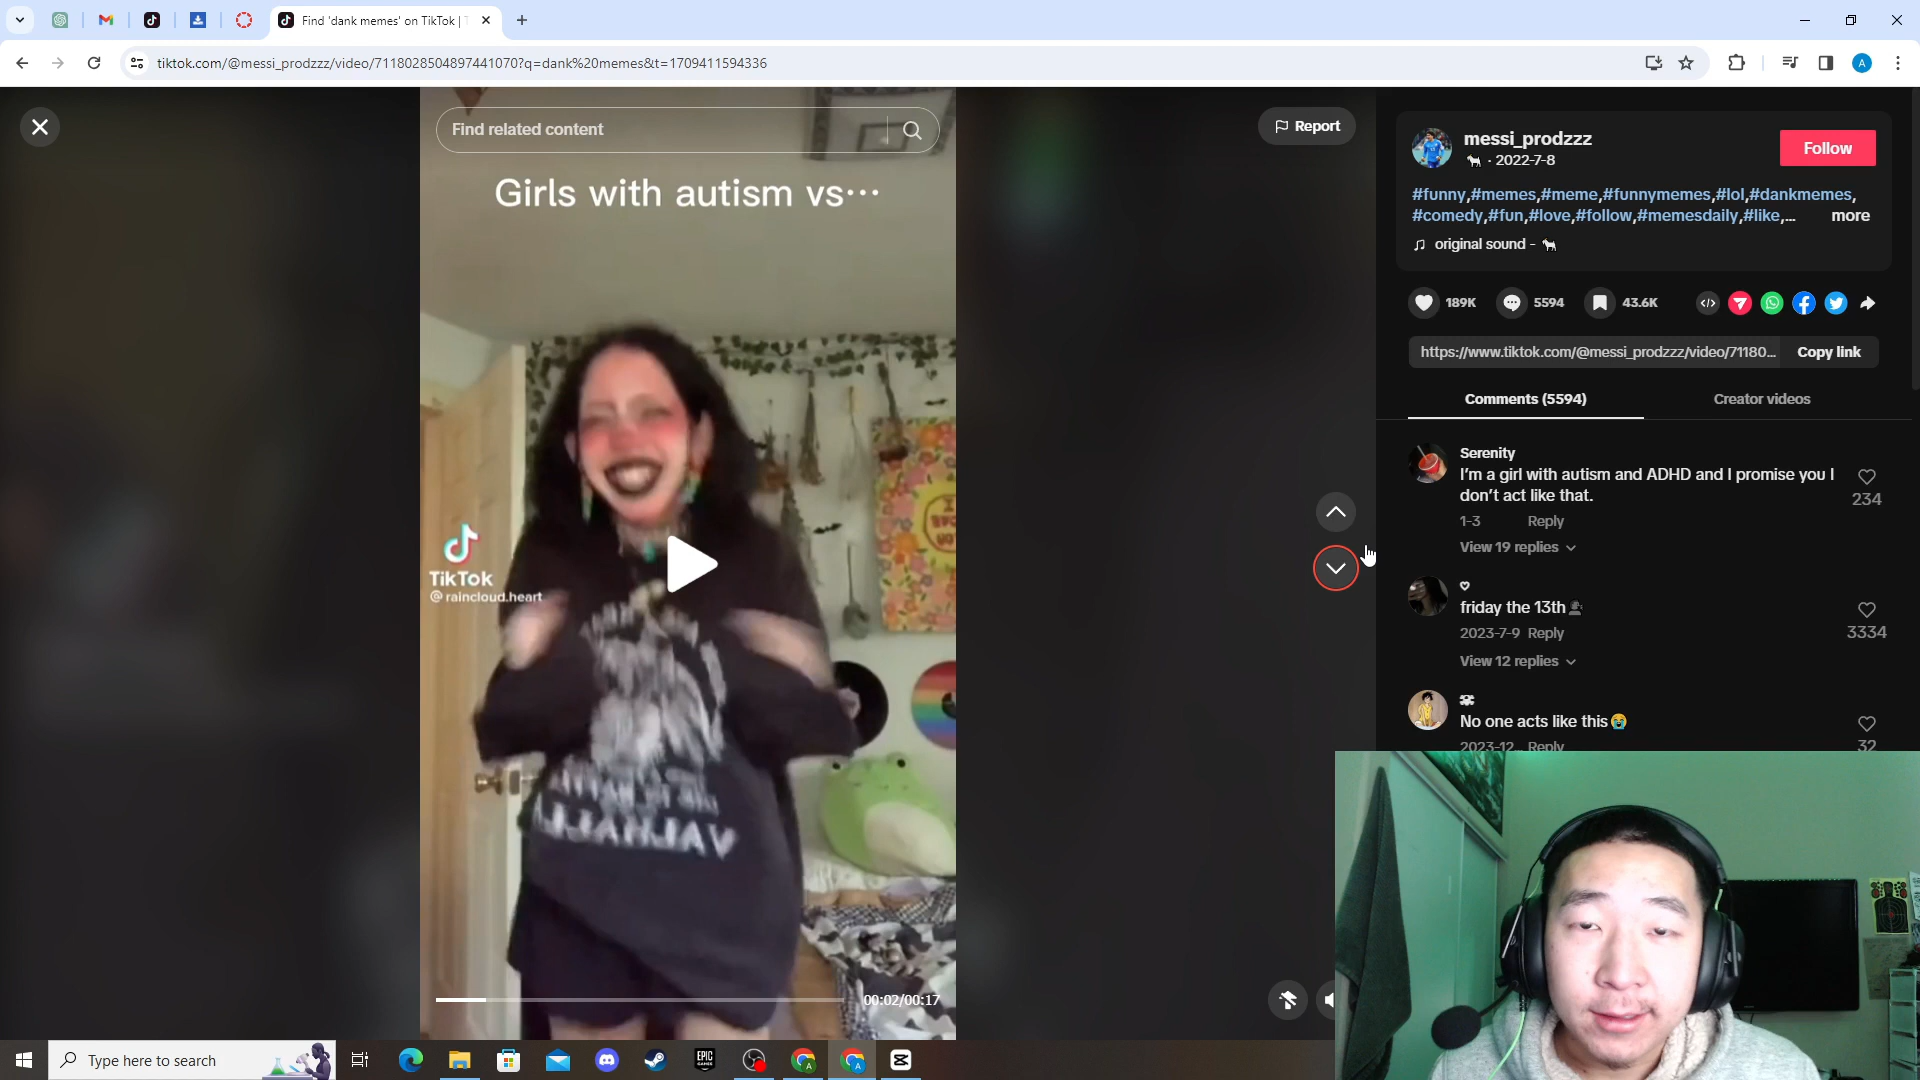 Find 'dank memes' on TikTok | T
tiktok.com/@messi_prodzzz/video/7118028504897441070?q=dank%20memes&t=1709411594336
A
Find related content
Report
Girls with autism vs…
TikTok
@raincloud.heart
00:02/00:17
messi_prodzzz
· 2022-7-8
Follow
#funny,#memes,#meme,#funnymemes,#lol,#dankmemes,
#comedy,#fun,#love,#follow,#memesdaily,#like,... more
original sound -
189K
5594
43.6K
https://www.tiktok.com/@messi_prodzzz/video/71180...
Copy link
Comments (5594)
Creator videos
Serenity
I'm a girl with autism and ADHD and I promise you I
don't act like that.
234
1-3 Reply
View 19 replies
friday the 13th
3334
2023-7-9 Reply
View 12 replies
No one acts like this😭
2023-12... Reply
32
Type here to search
EPIC
GAMES
A
A